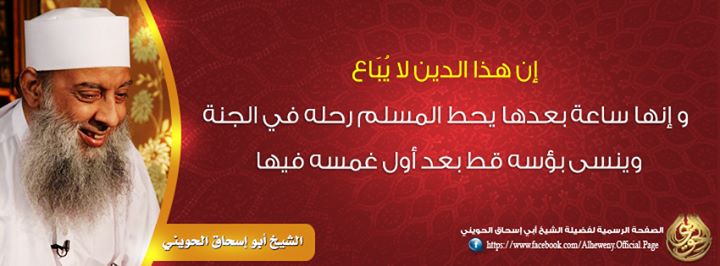 إن هذا الدين لا يُبَاع
و إنها ساعة بعدها يحط المسلم رحله في الجنة
وينسى بؤسه قط بعد أول غمسه فيها
الشيخ أبو إسحاق الحويني
الصفحة الرسمية لفضيلة الشيخ أبي إسحاق الحويني
https://www.facebook.com/Alheweny.Official.Page